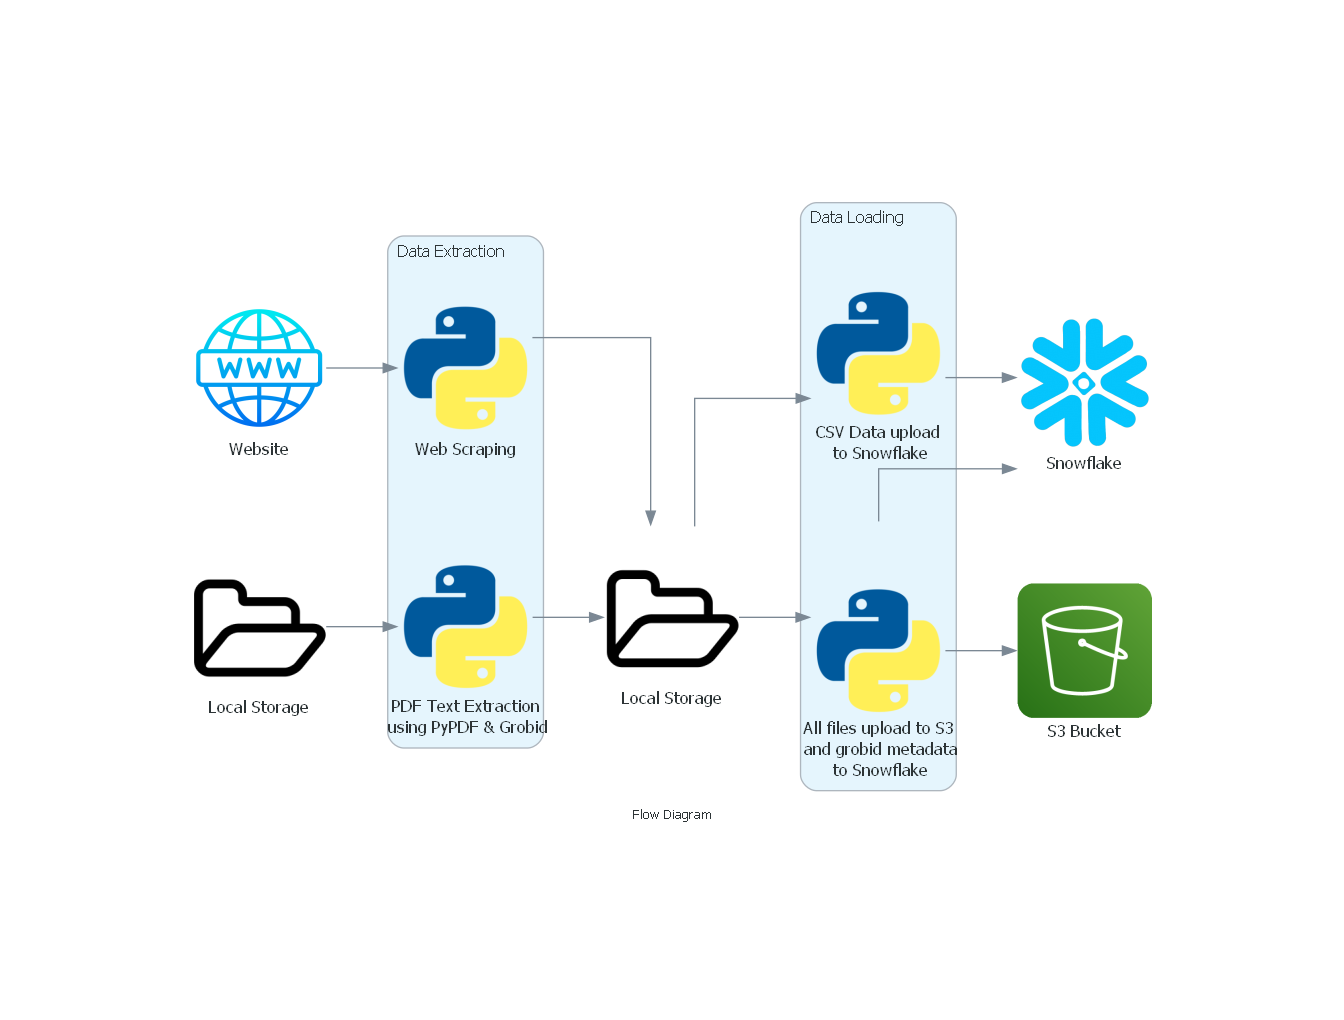 Data Loading
Data Extraction
WWW
Website
Web Scraping
CSV Data upload
to Snowflake
Snowflake
Local Storage
PDF Text Extraction
using PyPDF & Grobid
Local Storage
All files upload to S3
and grobid metadata
to Snowflake
S3 Bucket
Flow Diagram